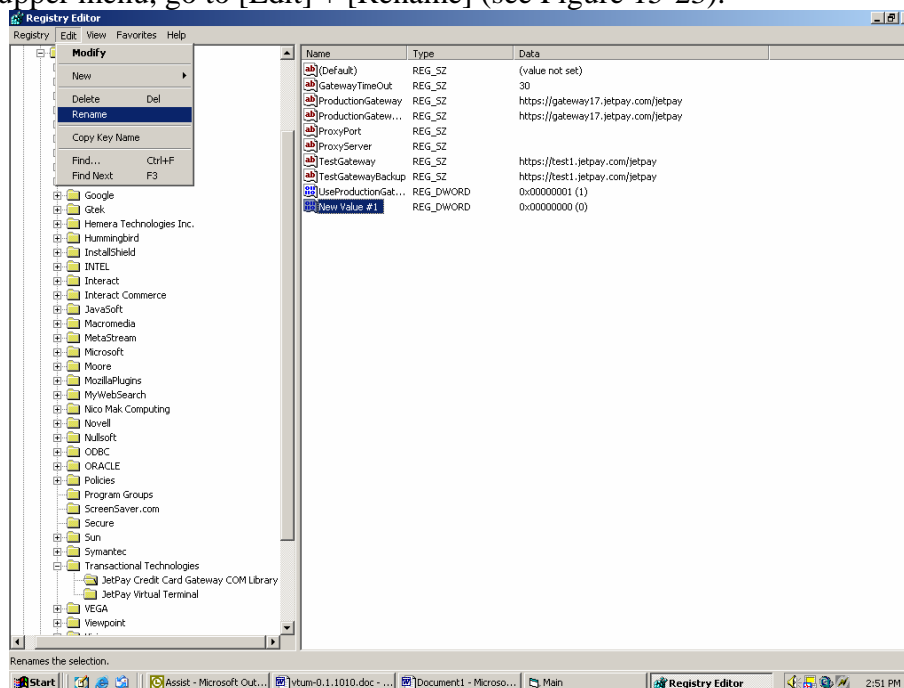 upper menu, go to [Edit] + [Rename] (see Figure 15-23).
Registry Editor
Registry Edit View Favorites Help
Modify
New
Delete Del
Rename
Copy Key Name
Find... Ctrl+F
Find Next F3
Google
Gtek
Hemera Technologies Inc.
Hummingbird
InstallShield
INTEL
Interact
Interact Commerce
JavaSoft
Macromedia
MetaStream
Microsoft
Moore
MozillaPlugins
MyWebSearch
Nico Mak Computing
Novell
Nullsoft
ODBC
ORACLE
Policies
Program Groups
ScreenSaver.com
Secure
Sun
Symantec
Transactional Technologies
JetPay Credit Card Gateway COM Library
JetPay Virtual Terminal
VEGA
Viewpoint
Name Type Data
(Default) REG_SZ (value not set)
GatewayTimeOut REG_SZ 30
ProductionGateway REG_SZ https://gateway17.jetpay.com/jetpay
ProductionGatew... REG_SZ https://gateway17.jetpay.com/jetpay
ProxyPort REG_SZ
ProxyServer REG_SZ
TestGateway REG_SZ https://test1.jetpay.com/jetpay
TestGatewayBackup REG_SZ https://test1.jetpay.com/jetpay
UseProductionGat... REG_DWORD 0x00000001 (1)
New Value #1 REG_DWORD 0x00000000 (0)
Renames the selection.
Start Assist - Microsoft Out... vtum-0.1.1010.doc - ... Document1 - Microso... Main Registry Editor 2:51 PM